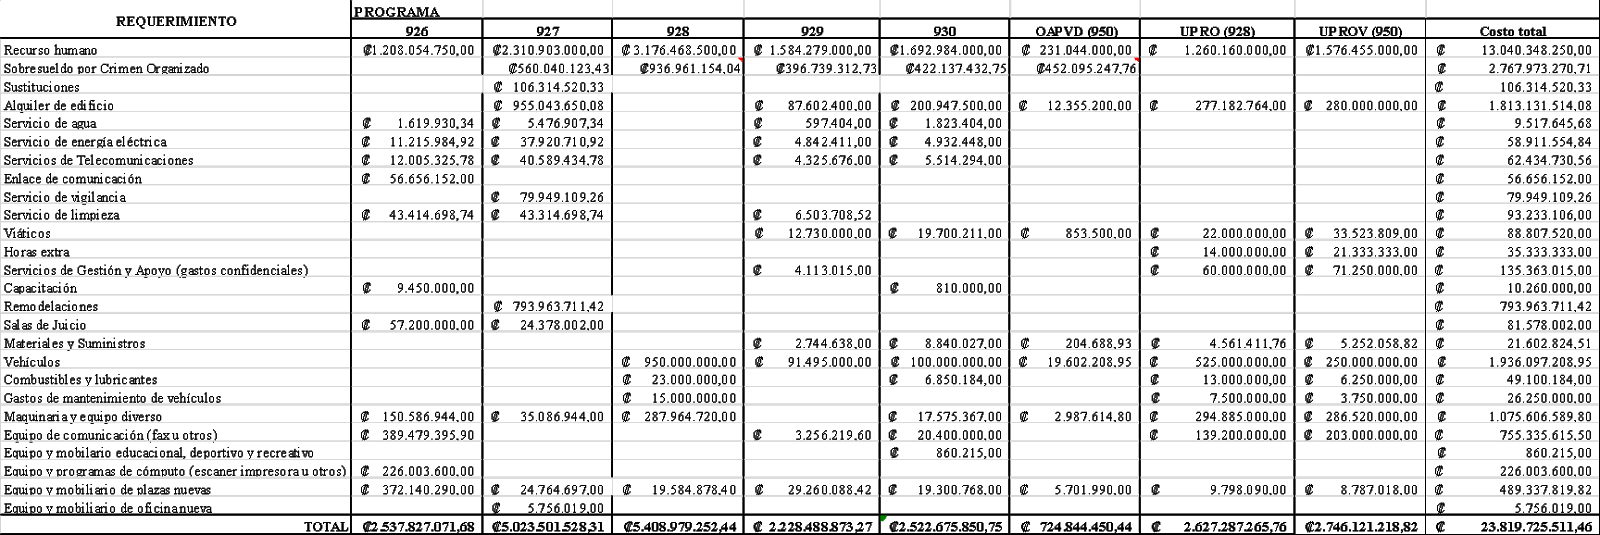 REQUERIMIENTO PROGRAMA
926 927 928 929 930 OAPVD (950) UPRO (928) UPROV (950) Costo total
Recurso humano ₡1.208.054.750,00 ₡2.310.903.000,00 ₡3.176.468.500,00 ₡ 1.584.279.000,00 ₡1.692.984.000,00 ₡ 231.044.000,00 ₡ 1.260.160.000,00 ₡1.576.455.000,00 ₡ 13.040.348.250,00
Sobresueldo por Crimen Organizado ₡560.040.123,43 ₡936.961.154,04 ₡396.739.312,73 ₡422.137.432,75 ₡452.095.247,76 ₡ 2.767.973.270,71
Sustituciones ₡ 106.314.520,33 ₡ 106.314.520,33
Alquiler de edificio ₡ 955.043.650,08 ₡ 87.602.400,00 ₡ 200.947.500,00 ₡ 12.355.200,00 ₡ 277.182.764,00 ₡ 280.000.000,00 ₡ 1.813.131.514,08
Servicio de agua ₡ 1.619.930,34 ₡ 5.476.907,34 ₡ 597.404,00 ₡ 1.823.404,00 ₡ 9.517.645,68
Servicio de energía eléctrica ₡ 11.215.984,92 ₡ 37.920.710,92 ₡ 4.842.411,00 ₡ 4.932.448,00 ₡ 58.911.554,84
Servicios de Telecomunicaciones ₡ 12.005.325,78 ₡ 40.589.434,78 ₡ 4.325.676,00 ₡ 5.514.294,00 ₡ 62.434.730,56
Enlace de comunicación ₡ 56.656.152,00 ₡ 56.656.152,00
Servicio de vigilancia ₡ 79.949.109,26 ₡ 79.949.109,26
Servicio de limpieza ₡ 43.414.698,74 ₡ 43.314.698,74 ₡ 6.503.708,52 ₡ 93.233.106,00
Viáticos ₡ 12.730.000,00 ₡ 19.700.211,00 ₡ 853.500,00 ₡ 22.000.000,00 ₡ 33.523.809,00 ₡ 88.807.520,00
Horas extra ₡ 14.000.000,00 ₡ 21.333.333,00 ₡ 35.333.333,00
Servicios de Gestión y Apoyo (gastos confidenciales) ₡ 4.113.015,00 ₡ 60.000.000,00 ₡ 71.250.000,00 ₡ 135.363.015,00
Capacitación ₡ 9.450.000,00 ₡ 810.000,00 ₡ 10.260.000,00
Remodelaciones ₡ 793.963.711,42 ₡ 793.963.711,42
Salas de Juicio ₡ 57.200.000,00 ₡ 24.378.002,00 ₡ 81.578.002,00
Materiales y Suministros ₡ 2.744.638,00 ₡ 8.840.027,00 ₡ 204.688,93 ₡ 4.561.411,76 ₡ 5.252.058,82 ₡ 21.602.824,51
Vehículos ₡ 950.000.000,00 ₡ 91.495.000,00 ₡ 100.000.000,00 ₡ 19.602.208,95 ₡ 525.000.000,00 ₡ 250.000.000,00 ₡ 1.936.097.208,95
Combustibles y lubricantes ₡ 23.000.000,00 ₡ 6.850.184,00 ₡ 13.000.000,00 ₡ 6.250.000,00 ₡ 49.100.184,00
Gastos de mantenimiento de vehículos ₡ 15.000.000,00 ₡ 7.500.000,00 ₡ 3.750.000,00 ₡ 26.250.000,00
Maquinaria y equipo diverso ₡ 150.586.944,00 ₡ 35.086.944,00 ₡ 287.964.720,00 ₡ 17.575.367,00 ₡ 2.987.614,80 ₡ 294.885.000,00 ₡ 286.520.000,00 ₡ 1.075.606.589,80
Equipo de comunicación (fax u otros) ₡ 389.479.395,90 ₡ 3.256.219,60 ₡ 20.400.000,00 ₡ 139.200.000,00 ₡ 203.000.000,00 ₡ 755.335.615,50
Equipo y mobilario educacional, deportivo y recreativo ₡ 860.215,00 ₡ 860.215,00
Equipo y programas de cómputo (escaner impresora u otros) ₡ 226.003.600,00 ₡ 226.003.600,00
Equipo y mobiliario de plazas nuevas ₡ 372.140.290,00 ₡ 24.764.697,00 ₡ 19.584.878,40 ₡ 29.260.088,42 ₡ 19.300.768,00 ₡ 5.701.990,00 ₡ 9.798.090,00 ₡ 8.787.018,00 ₡ 489.337.819,82
Equipo y mobiliario de oficina nueva ₡ 5.756.019,00 ₡ 5.756.019,00
TOTAL ₡2.537.827.071,68 ₡5.023.501.528,31 ₡5.408.979.252,44 ₡ 2.228.488.873,27 ₡2.522.675.850,75 ₡ 724.844.450,44 ₡ 2.627.287.265,76 ₡2.746.121.218,82 ₡ 23.819.725.511,46